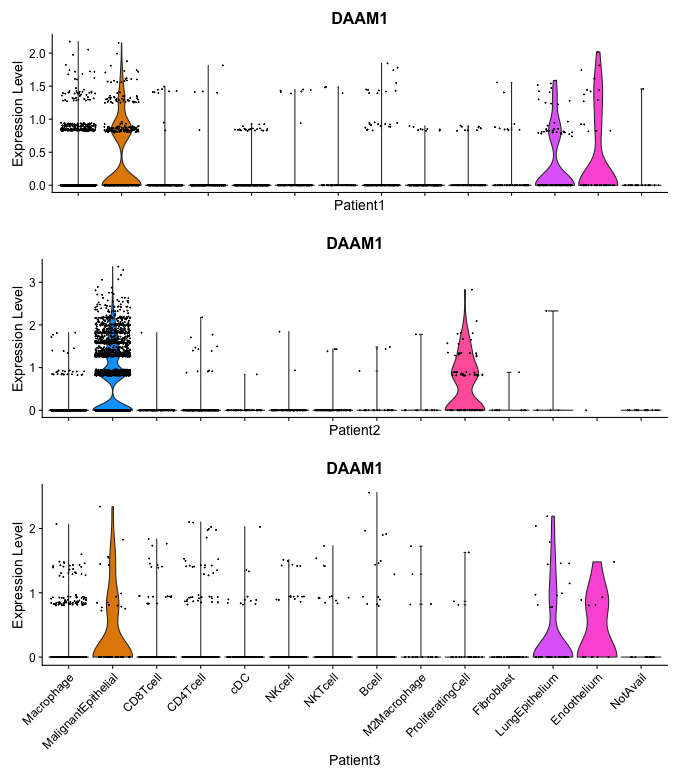 DAAM1
Expression Level
2.0
1.5
1.0
0.5
0.0
Patient1
DAAM1
Expression Level
3
2
1
0
Patient2
DAAM1
Expression Level
2
1
0
Macrophage
MalignantEpithelial
CD8Tcell
CD4Tcell
cDC
NKcell
NKTcell
Bcell
M2Macrophage
ProliferatingCell
Fibroblast
LungEpithelium
Endothelium
NotAvail
Patient3